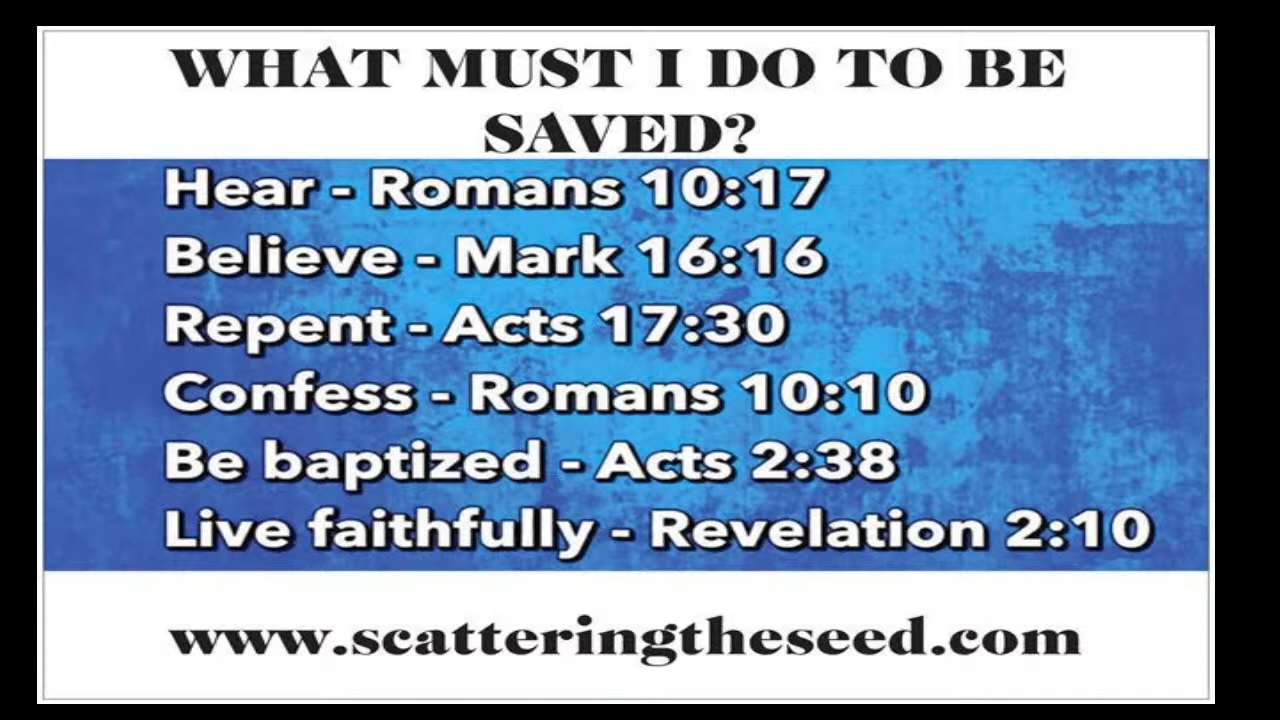 WHAT MUST I DO TO BE
SAVED?
Hear - Romans 10:17
Believe - Mark 16:16
Repent - Acts 17:30
Confess - Romans 10:10
Be baptized - Acts 2:38
Live faithfully - Revelation 2:10
www.scatteringtheseed.com